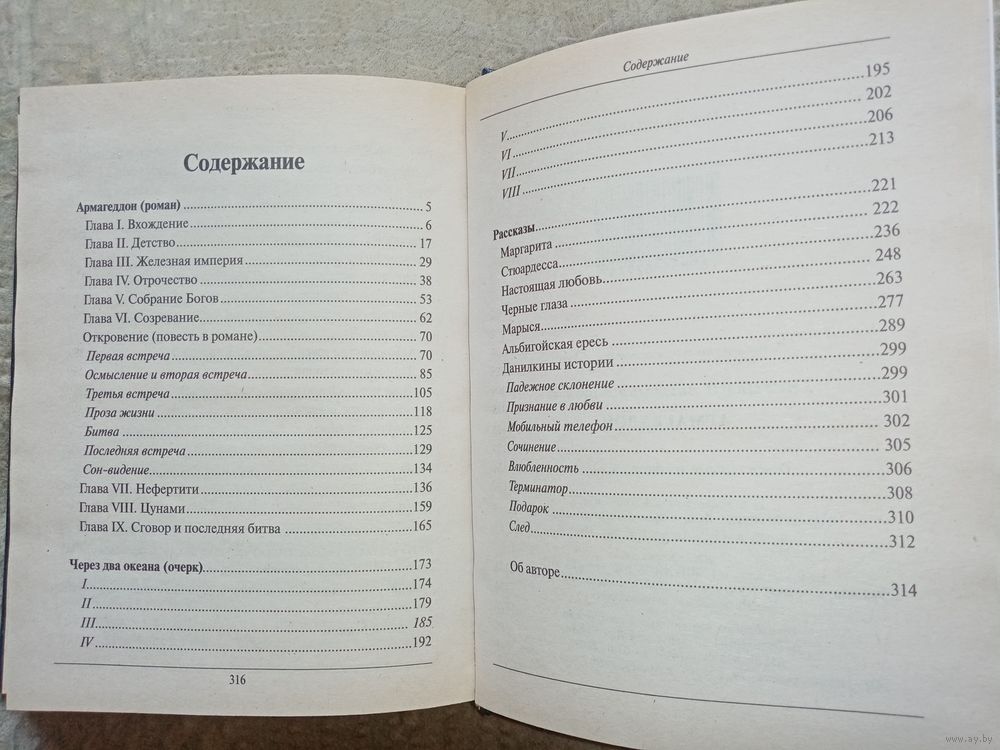 Содержание
Армагеддон (роман) 5
Глава I. Вхождение 6
Глава II. Детство 17
Глава III. Железная империя 29
Глава IV. Отрочество 38
Глава V. Собрание Богов 53
Глава VI. Созревание 62
Откровение (повесть в романе) 70
Первая встреча 70
Осмысление и вторая встреча 85
Третья встреча 105
Проза жизни 118
Битва 125
Последняя встреча 129
Сон-видение 134
Глава VII. Нефертити 136
Глава VIII. Цунами 159
Глава IX. Сговор и последняя битва 165
Через два океана (очерк) 173
I 174
II 179
III 185
IV 192
316
Содержание
V 195
VI 202
VII 206
VIII 213
Рассказы 221
Маргарита 222
Стюардесса 236
Настоящая любовь 248
Черные глаза 263
Марыся 277
Альбигойская ересь 289
Данилкины истории 299
Падежное склонение 299
Признание в любви 301
Мобильный телефон 302
Сочинение 305
Влюбленность 306
Терминатор 308
Подарок 310
След 312
Об авторе 314
www.ay.by